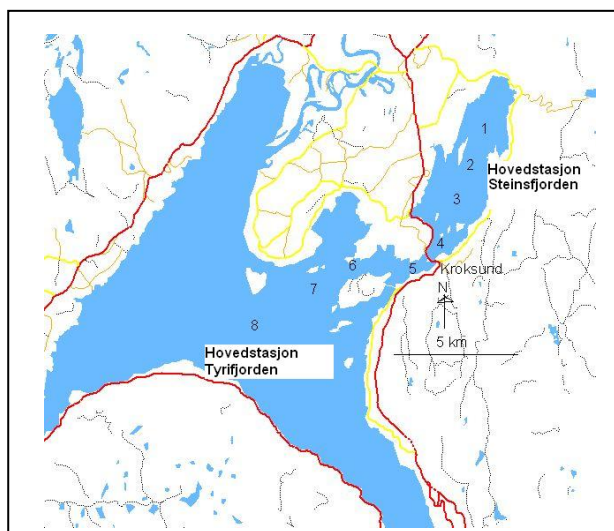 1
2
Hovedstasjon
Steinsfjorden
3
4
5
Kroksund
6
N
7
8
5 km
Hovedstasjon
Tyrifjorden